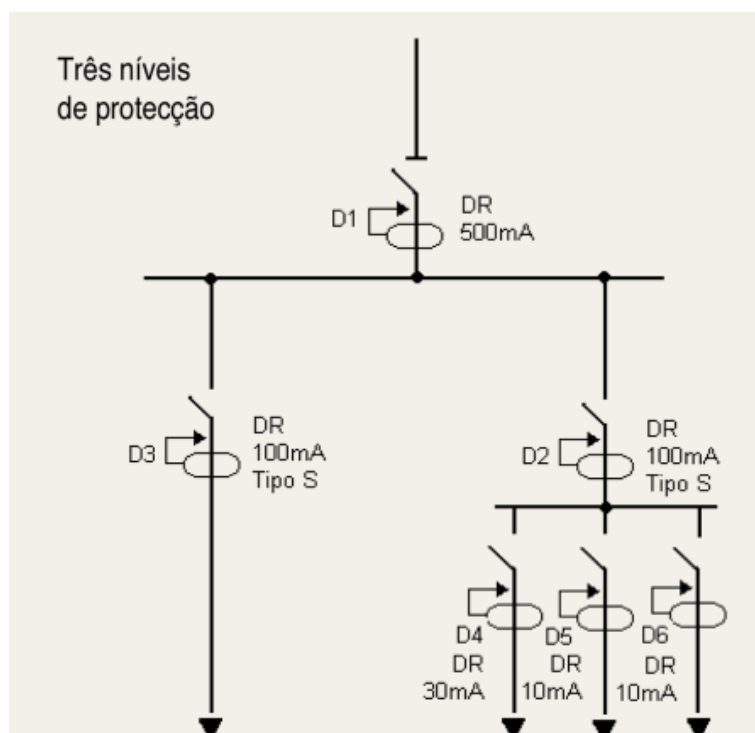 Três níveis
de protecção
D1
DR
500mA
D3
DR
100mA
Tipo S
D2
DR
100mA
Tipo S
D4
DR
30mA
D5
DR
10mA
D6
DR
10mA